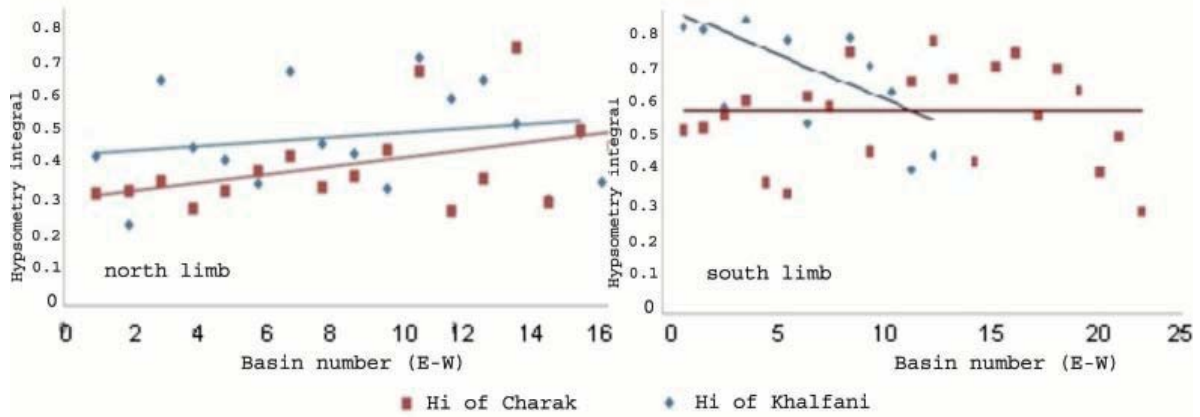 0.8
0.7
0.6
0.5
0.4
0.3
0.2
0.1
0
Hypsometry integral
north limb
0 2 4 6 8 10 12 14 16
Basin number (E-W)
0.8
0.7
0.6
0.5
0.4
0.3
0.2
0.1
0
Hypsometry integral
south limb
0 5 10 15 20 25
Basin number (E-W)
Hi of Charak
Hi of Khalfani